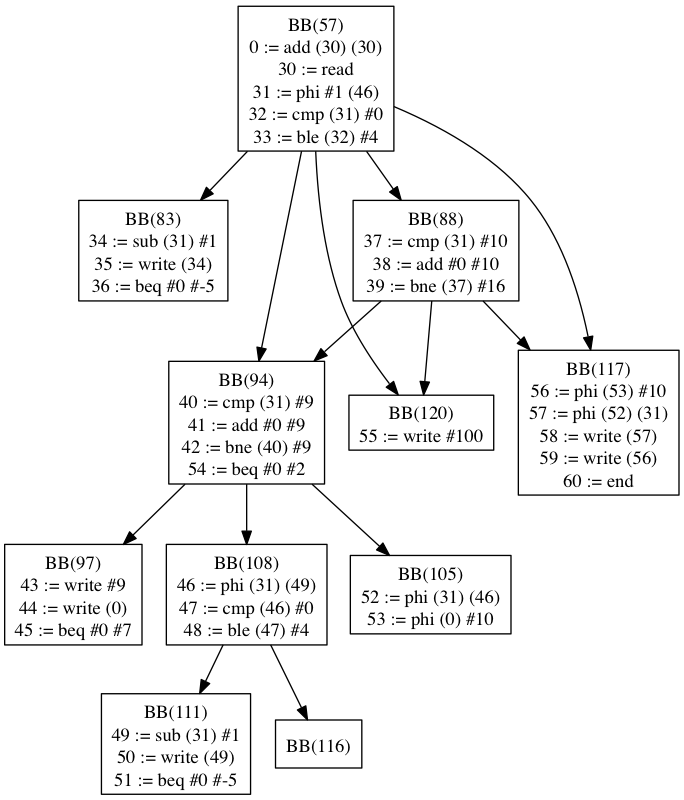 BB(57)
0 := add (30) (30)
30 := read
31 := phi #1 (46)
32 := cmp (31) #0
33 := ble (32) #4
BB(83)
34 := sub (31) #1
35 := write (34)
36 := beq #0 #-5
BB(88)
37 := cmp (31) #10
38 := add #0 #10
39 := bne (37) #16
BB(94)
40 := cmp (31) #9
41 := add #0 #9
42 := bne (40) #9
54 := beq #0 #2
BB(120)
55 := write #100
BB(117)
56 := phi (53) #10
57 := phi (52) (31)
58 := write (57)
59 := write (56)
60 := end
BB(97)
43 := write #9
44 := write (0)
45 := beq #0 #7
BB(108)
46 := phi (31) (49)
47 := cmp (46) #0
48 := ble (47) #4
BB(105)
52 := phi (31) (46)
53 := phi (0) #10
BB(111)
49 := sub (31) #1
50 := write (49)
51 := beq #0 #-5
BB(116)